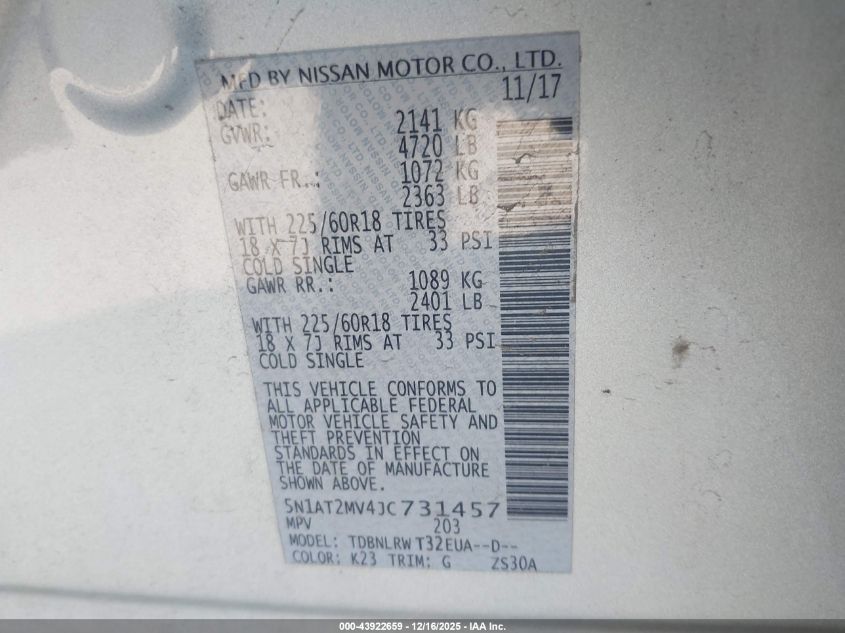 MFD BY NISSAN MOTOR CO., LTD.
DATE: 11/17
GVWR: 2141 KG
4720 LB
GAWR FR.: 1072 KG
2363 LB
WITH 225/60R18 TIRES
18 X 7J RIMS AT 33 PSI
COLD SINGLE
GAWR RR.: 1089 KG
2401 LB
WITH 225/60R18 TIRES
18 X 7J RIMS AT 33 PSI
COLD SINGLE
THIS VEHICLE CONFORMS TO
ALL APPLICABLE FEDERAL
MOTOR VEHICLE SAFETY AND
THEFT PREVENTION
STANDARDS IN EFFECT ON
THE DATE OF MANUFACTURE
SHOWN ABOVE.
5N1AT2MV4JC731457
MPV 203
MODEL: TDBNLRW T32EUA--D--
COLOR: K23 TRIM: G ZS30A
000-43922659 - 12/16/2025 - IAA Inc.